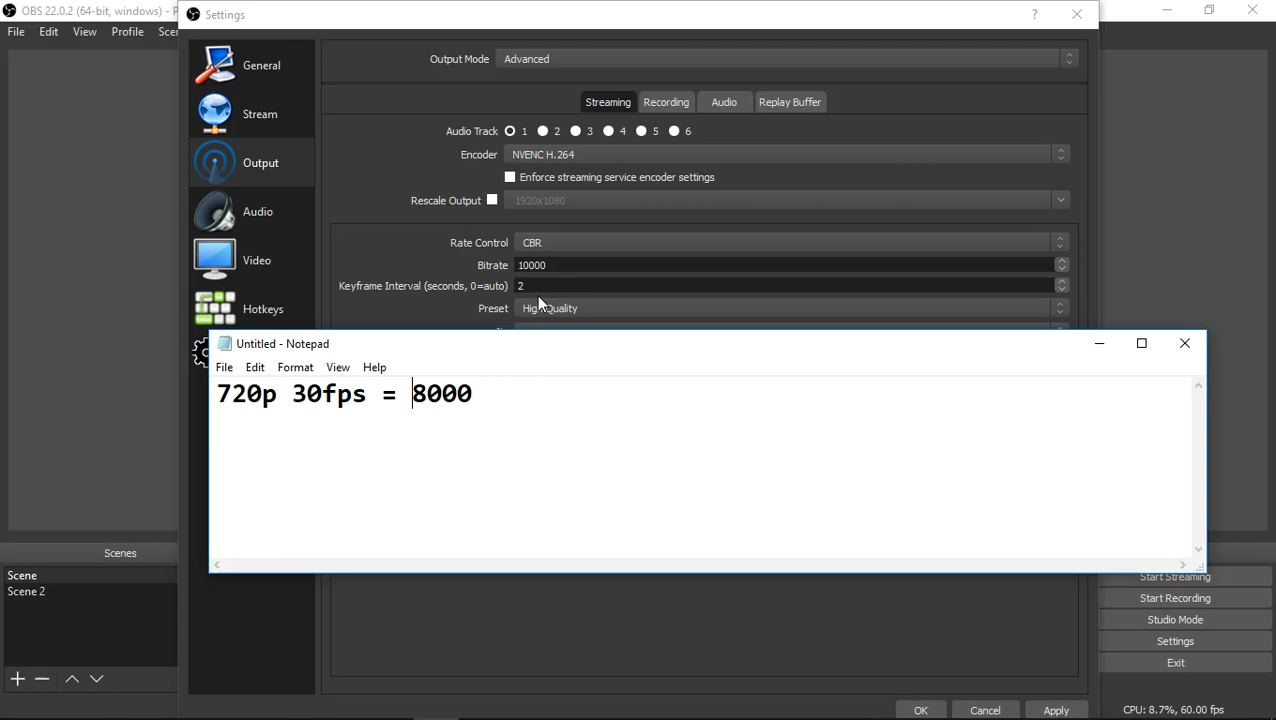 OBS 22.0.2 (64-bit, windows) - P
File Edit View Profile Scen
Settings
?
General
Stream
Output
Audio
Video
Hotkeys
Output Mode Advanced
Streaming Recording Audio Replay Buffer
Audio Track 1 2 3 4 5 6
Encoder NVENC H.264
Enforce streaming service encoder settings
Rescale Output 1920x1080
Rate Control CBR
Bitrate 10000
Keyframe Interval (seconds, 0=auto) 2
Preset High Quality
Untitled - Notepad
File Edit Format View Help
720p 30fps = 8000
Scenes
Scene
Scene 2
Start Streaming
Start Recording
Studio Mode
Settings
Exit
OK Cancel Apply
CPU: 8.7%, 60.00 fps